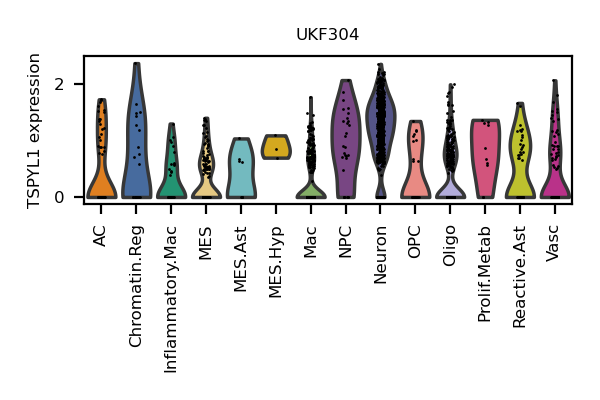 UKF304
TSPYL1 expression
2
0
AC
Chromatin.Reg
Inflammatory.Mac
MES
MES.Ast
MES.Hyp
Mac
NPC
Neuron
OPC
Oligo
Prolif.Metab
Reactive.Ast
Vasc